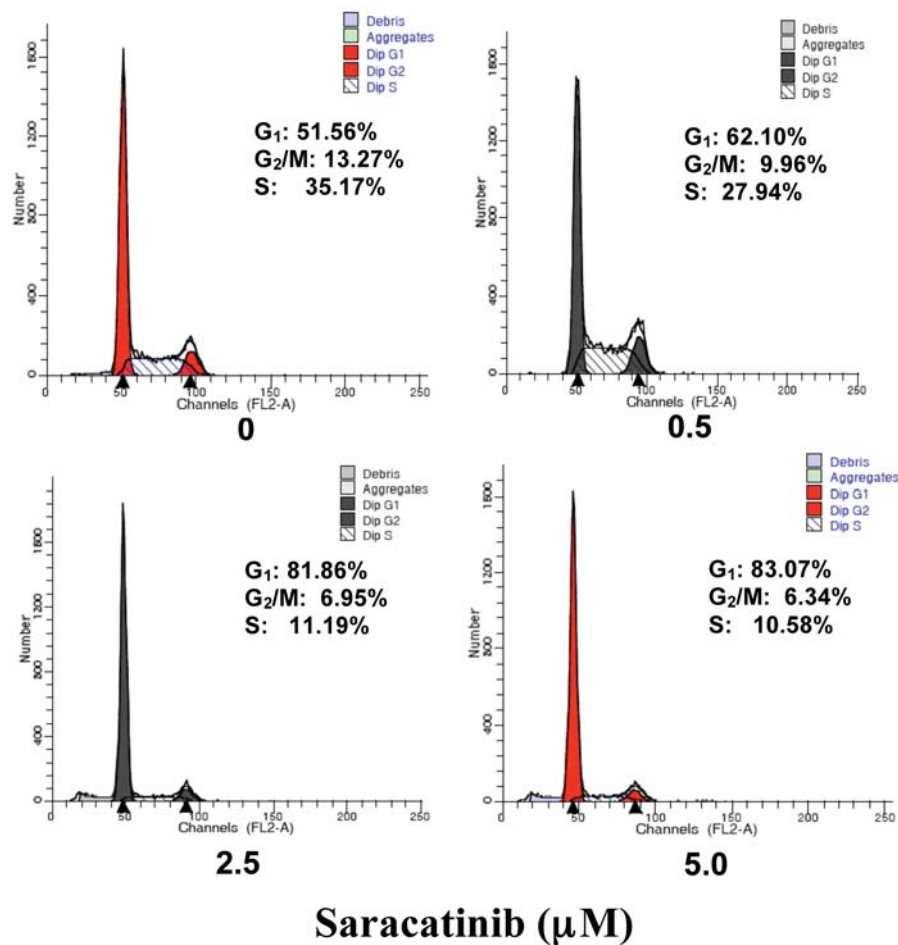 Debris
Aggregates
Dip G1
Dip G2
Dip S
G₁: 51.56%
G₂/M: 13.27%
S: 35.17%
Number
1600
1200
800
400
0
0 50 100 150 200 250
Channels (FL2-A)
0
Debris
Aggregates
Dip G1
Dip G2
Dip S
G₁: 62.10%
G₂/M: 9.96%
S: 27.94%
Number
1600
1200
800
400
0
0 50 100 150 200 250
Channels (FL2-A)
0.5
Debris
Aggregates
Dip G1
Dip G2
Dip S
G₁: 81.86%
G₂/M: 6.95%
S: 11.19%
Number
1600
1200
800
400
0
0 50 100 150 200 250
Channels (FL2-A)
2.5
Debris
Aggregates
Dip G1
Dip G2
Dip S
G₁: 83.07%
G₂/M: 6.34%
S: 10.58%
Number
1600
1200
800
400
0
0 50 100 150 200 250
Channels (FL2-A)
5.0
Saracatinib (μM)